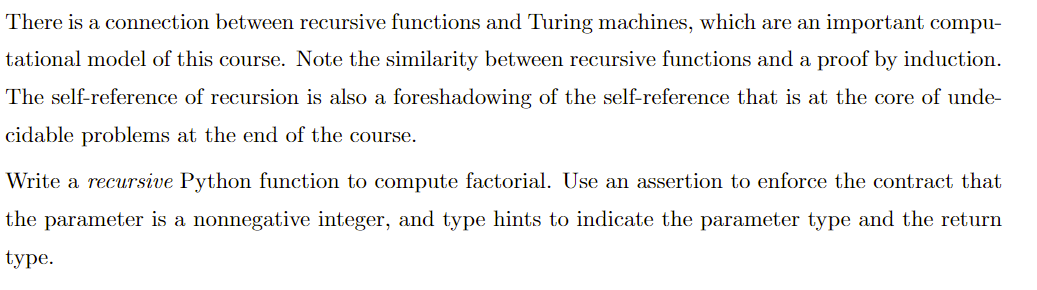 There is a connection between recursive functions and Turing machines, which are an important compu-
tational model of this course. Note the similarity between recursive functions and a proof by induction.
The self-reference of recursion is also a foreshadowing of the self-reference that is at the core of unde-
cidable problems at the end of the course.
Write a recursive Python function to compute factorial. Use an assertion to enforce the contract that
the parameter is a nonnegative integer, and type hints to indicate the parameter type and the return
type.